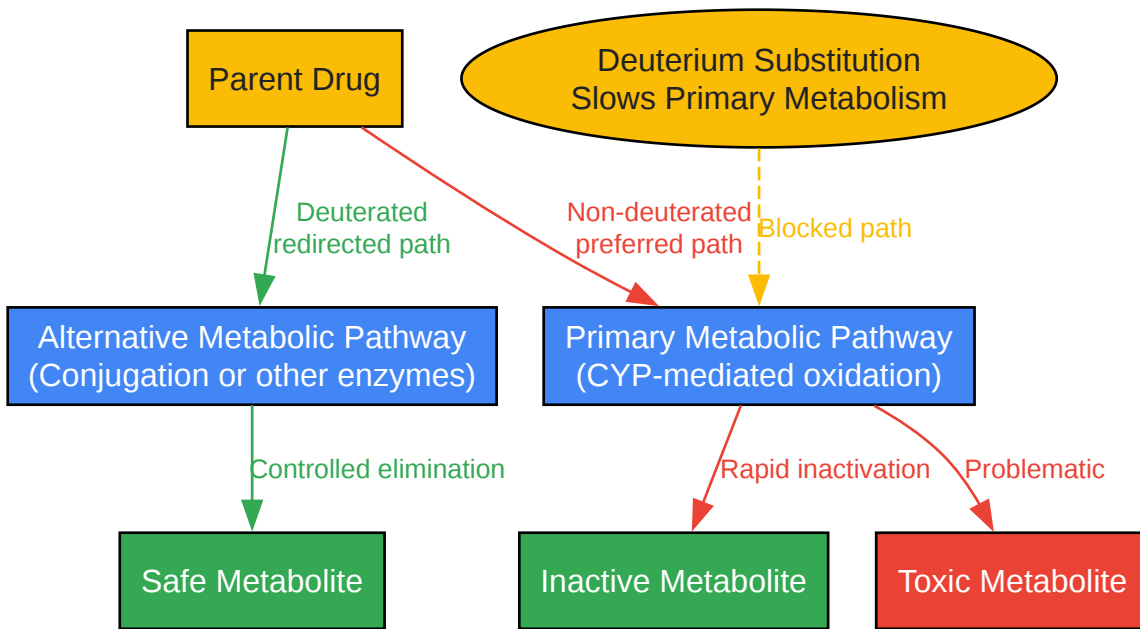 Parent Drug
Deuterium Substitution
Slows Primary Metabolism
Deuterated
redirected path
Non-deuterated
preferred path
Blocked path
Alternative Metabolic Pathway
(Conjugation or other enzymes)
Primary Metabolic Pathway
(CYP-mediated oxidation)
Controlled elimination
Rapid inactivation
Problematic
Safe Metabolite
Inactive Metabolite
Toxic Metabolite